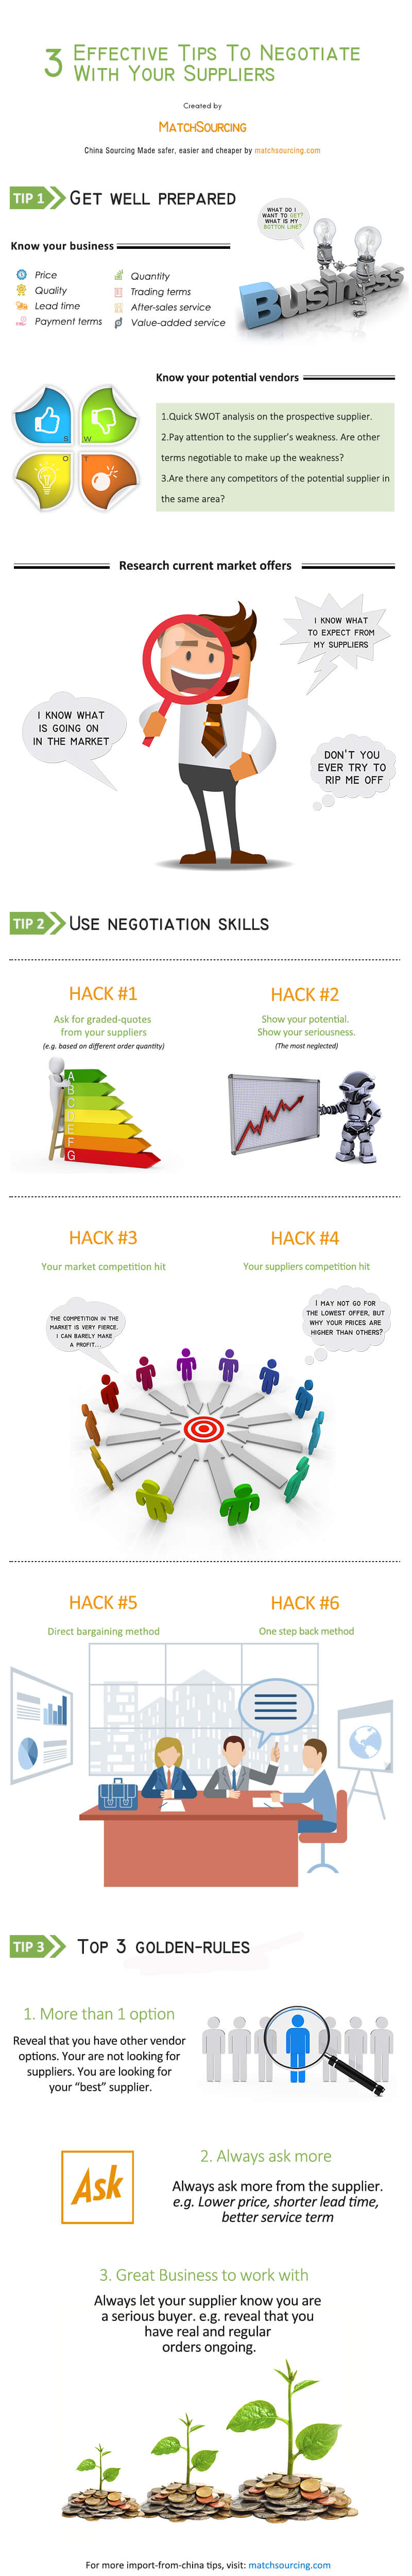 3 Effective Tips To Negotiate
With Your Suppliers
Created by
MatchSourcing
China Sourcing Made safer, easier and cheaper by matchsourcing.com
TIP 1
Get well prepared
WHAT DO I
WANT TO GET?
WHAT IS MY
BOTTON LINE?
Know your business
Price
Quality
Lead time
Payment terms
Quantity
Trading terms
After-sales service
Value-added service
Business
Know your potential vendors
S
W
O
T
1.Quick SWOT analysis on the prospective supplier.
2.Pay attention to the supplier's weakness. Are other
terms negotiable to make up the weakness?
3.Are there any competitors of the potential supplier in
the same area?
Research current market offers
I KNOW WHAT
TO EXPECT FROM
MY SUPPLIERS
I KNOW WHAT
IS GOING ON
IN THE MARKET
DON'T YOU
EVER TRY TO
RIP ME OFF
TIP 2
Use negotiation skills
HACK #1
Ask for graded-quotes
from your suppliers
(e.g. based on different order quantity)
A
B
C
D
E
F
G
HACK #2
Show your potential.
Show your seriousness.
(The most neglected)
HACK #3
Your market competition hit
THE COMPETITION IN THE
MARKET IS VERY FIERCE.
I CAN BARELY MAKE
A PROFIT...
HACK #4
Your suppliers competition hit
I MAY NOT GO FOR
THE LOWEST OFFER, BUT
WHY YOUR PRICES ARE
HIGHER THAN OTHERS?
HACK #5
Direct bargaining method
HACK #6
One step back method
TIP 3
Top 3 golden-rules
1. More than 1 option
Reveal that you have other vendor
options. Your are not looking for
suppliers. You are looking for
your “best” supplier.
2. Always ask more
Ask
Always ask more from the supplier.
e.g. Lower price, shorter lead time,
better service term
3. Great Business to work with
Always let your supplier know you are
a serious buyer. e.g. reveal that you
have real and regular
orders ongoing.
For more import-from-china tips, visit: matchsourcing.com